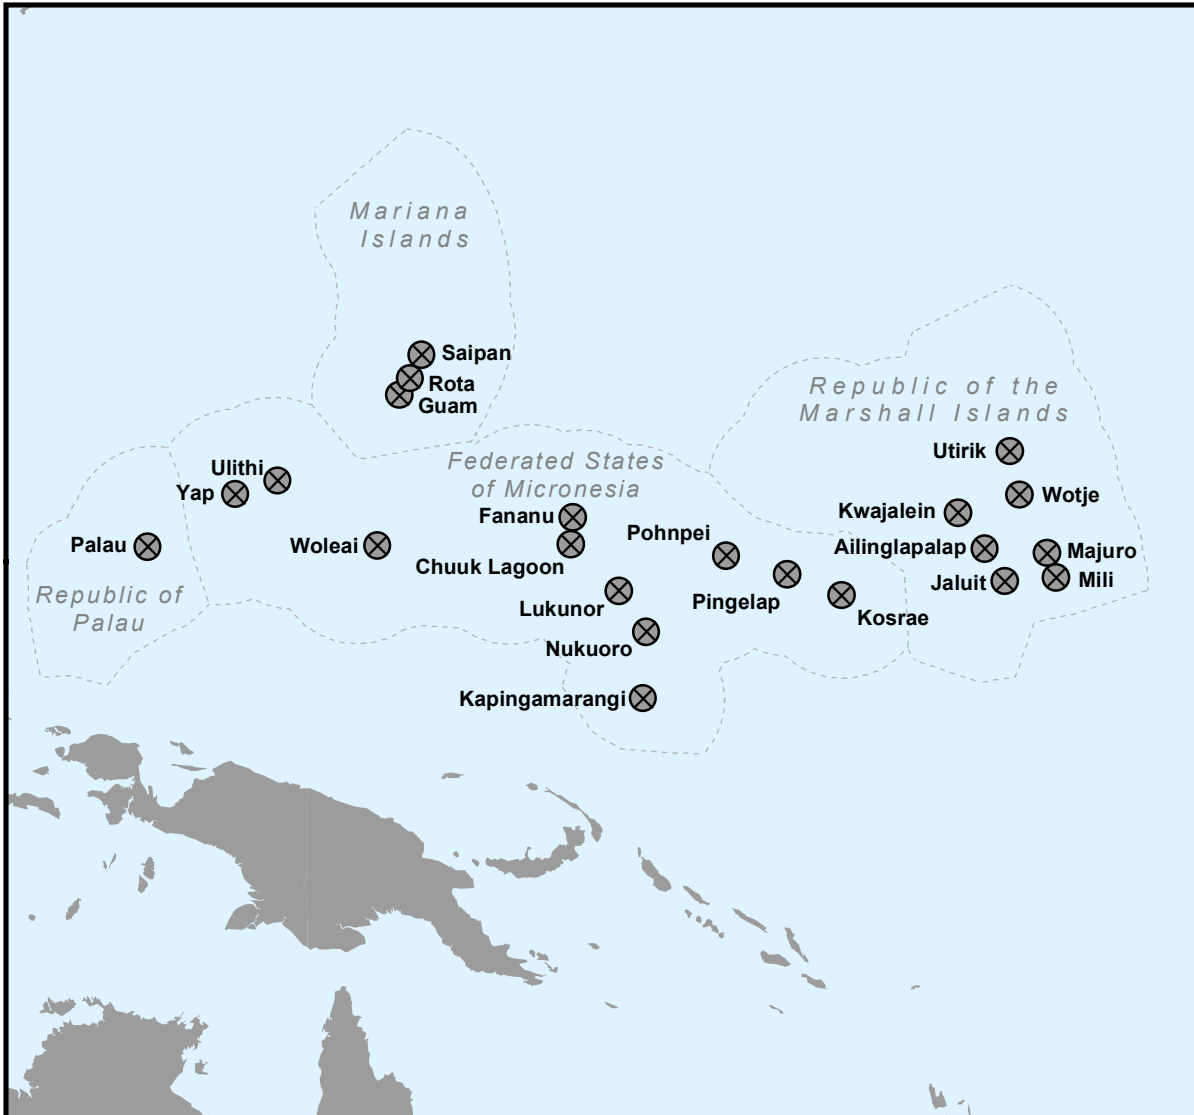 Mariana
Islands
Saipan
Rota
Guam
Republic of the
Marshall Islands
Utirik
Wotje
Kwajalein
Ailinglapalap
Majuro
Jaluit
Mili
Federated States
of Micronesia
Ulithi
Yap
Fananu
Woleai
Chuuk Lagoon
Pohnpei
Lukunor
Pingelap
Kosrae
Nukuoro
Kapingamarangi
Palau
Republic of
Palau